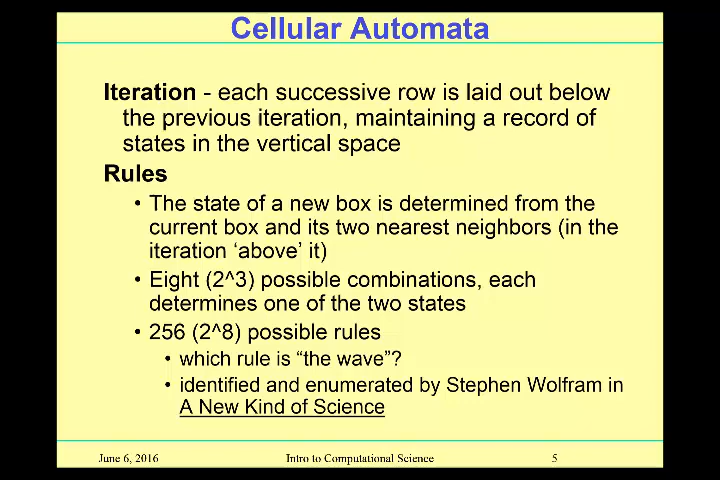 Cellular Automata
Iteration - each successive row is laid out below
the previous iteration, maintaining a record of
states in the vertical space
Rules
• The state of a new box is determined from the
current box and its two nearest neighbors (in the
iteration ‘above’ it)
• Eight (2^3) possible combinations, each
determines one of the two states
• 256 (2^8) possible rules
• which rule is “the wave”?
• identified and enumerated by Stephen Wolfram in
A New Kind of Science
June 6, 2016 Intro to Computational Science 5